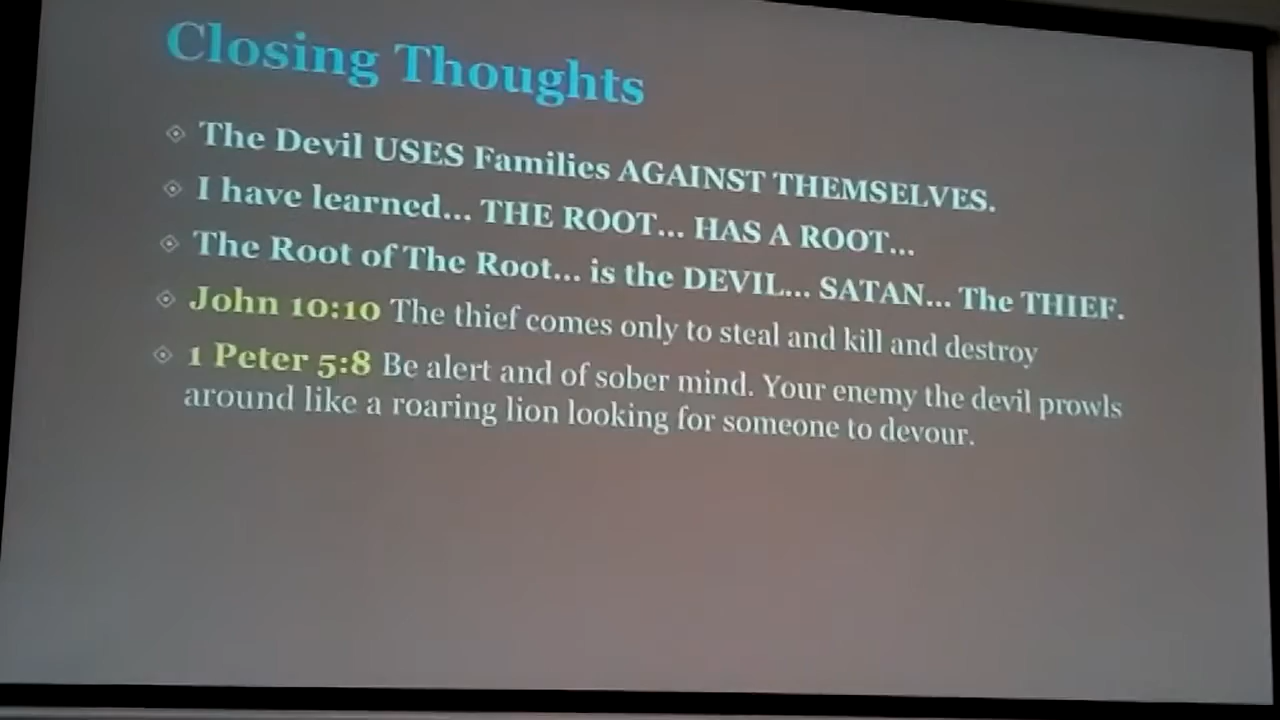 Closing Thoughts
The Devil USES Families AGAINST THEMSELVES.
I have learned... THE ROOT... HAS A ROOT...
The Root of The Root... is the DEVIL... SATAN... The THIEF.
John 10:10 The thief comes only to steal and kill and destroy
1 Peter 5:8 Be alert and of sober mind. Your enemy the devil prowls
around like a roaring lion looking for someone to devour.